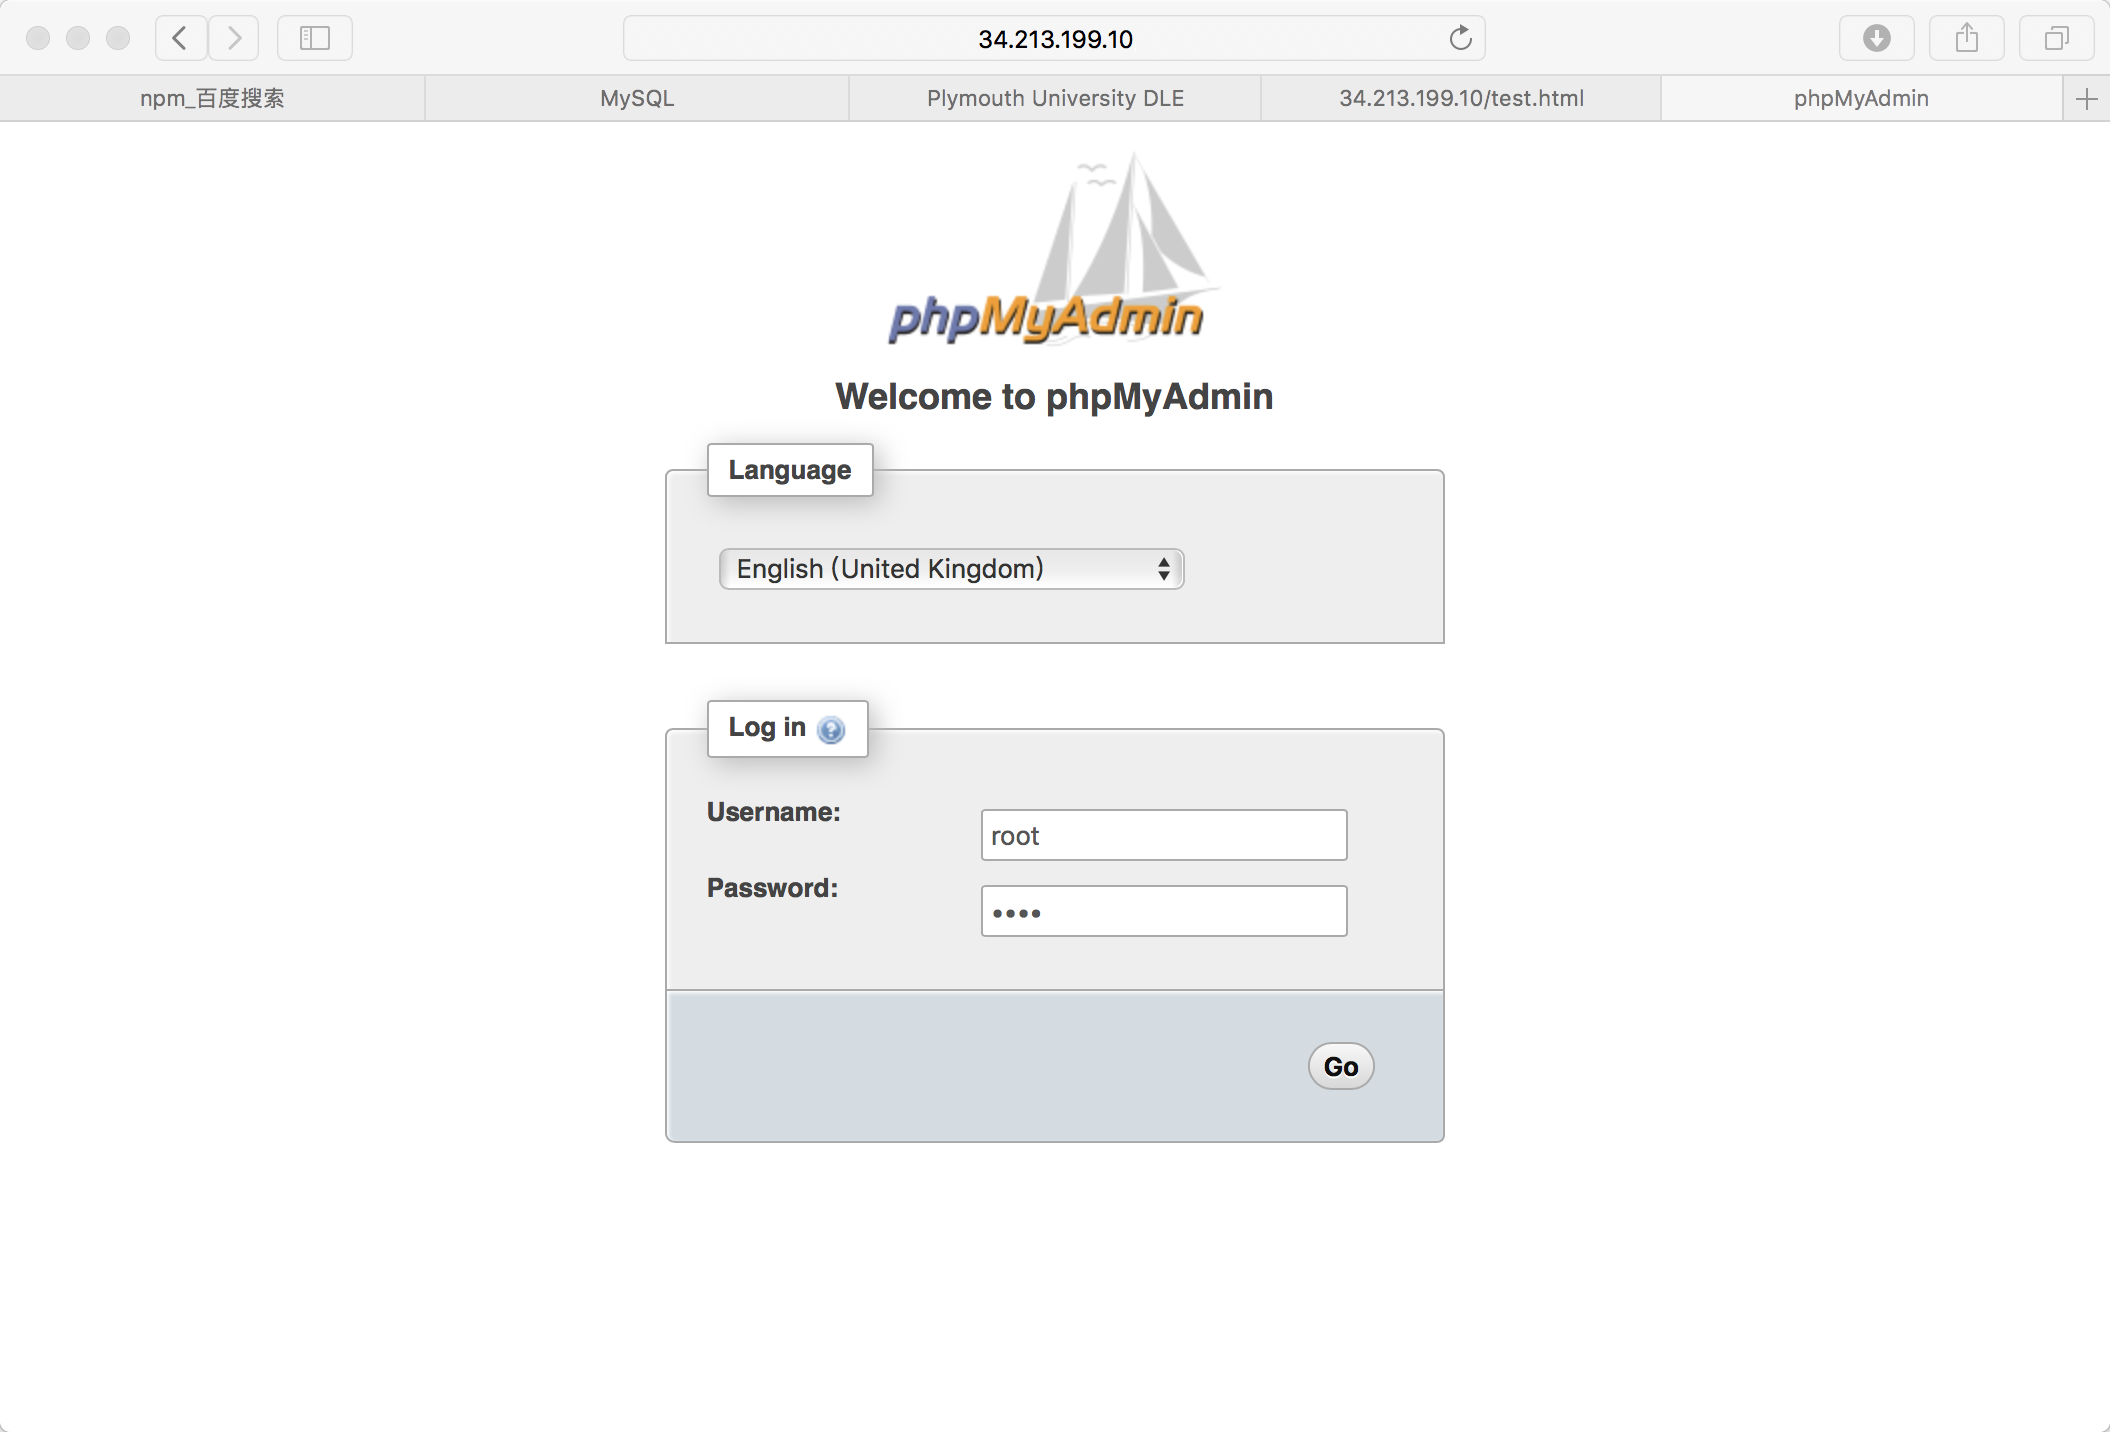 34.213.199.10
npm_百度搜索
MySQL
Plymouth University DLE
34.213.199.10/test.html
phpMyAdmin
phpMyAdmin
Welcome to phpMyAdmin
Language
English (United Kingdom)
Log in
Username:
root
Password:
••••
Go